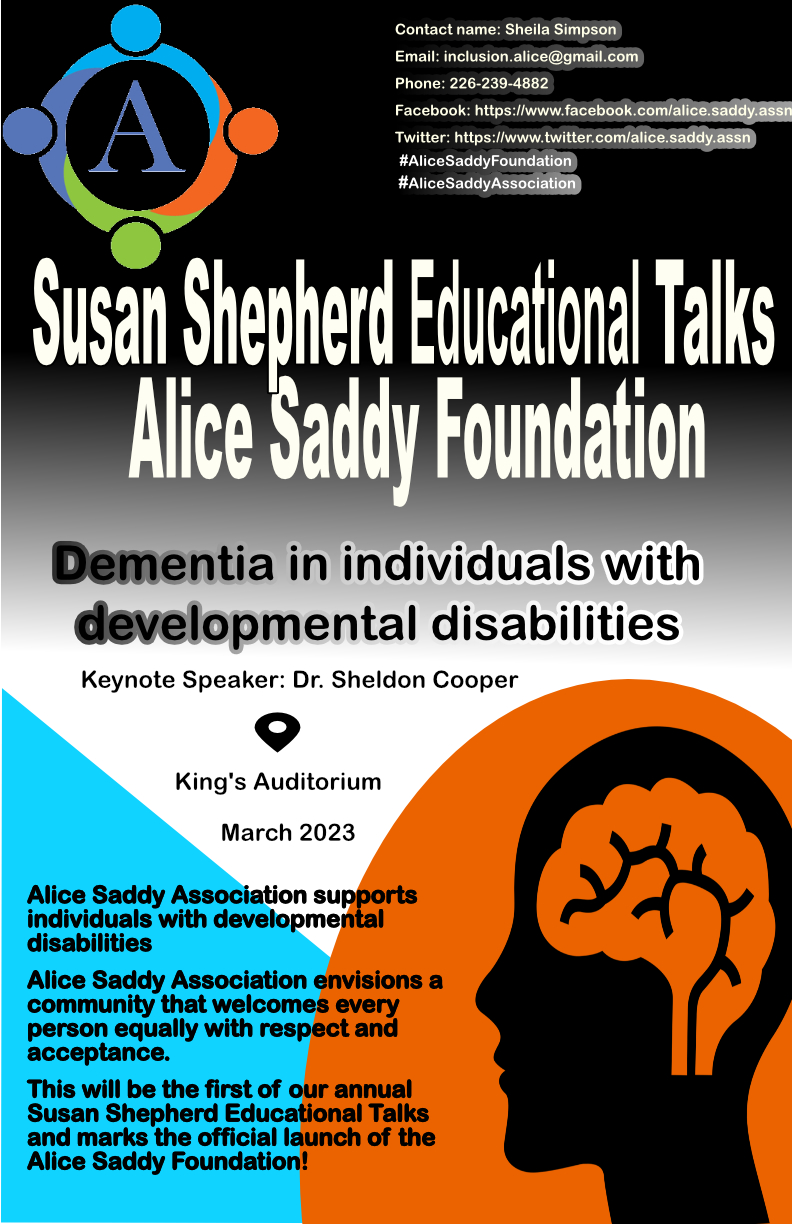 A
Contact name: Sheila Simpson
Email: inclusion.alice@gmail.com
Phone: 226-239-4882
Facebook: https://www.facebook.com/alice.saddy.assn
Twitter: https://www.twitter.com/alice.saddy.assn
#AliceSaddyFoundation
#AliceSaddyAssociation
Susan Shepherd Educational Talks
Alice Saddy Foundation
Dementia in individuals with
developmental disabilities
Keynote Speaker: Dr. Sheldon Cooper
King's Auditorium
March 2023
Alice Saddy Association supports
individuals with developmental
disabilities
Alice Saddy Association envisions a
community that welcomes every
person equally with respect and
acceptance.
This will be the first of our annual
Susan Shepherd Educational Talks
and marks the official launch of the
Alice Saddy Foundation!